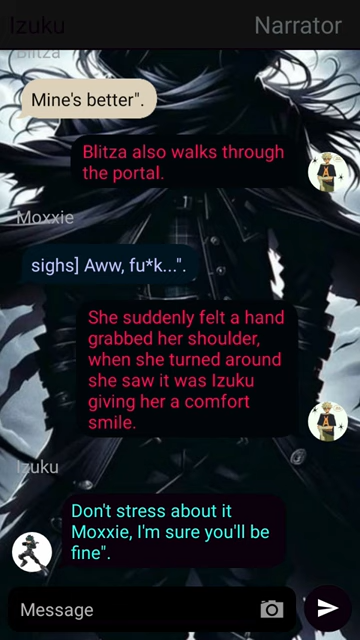 Izuku
Narrator
Blitza
Mine's better".
Blitza also walks through
the portal.
Moxxie
sighs] Aww, fu*k...".
She suddenly felt a hand
grabbed her shoulder,
when she turned around
she saw it was Izuku
giving her a comfort
smile.
Izuku
Don't stress about it
Moxxie, I'm sure you'll be
fine".
Message